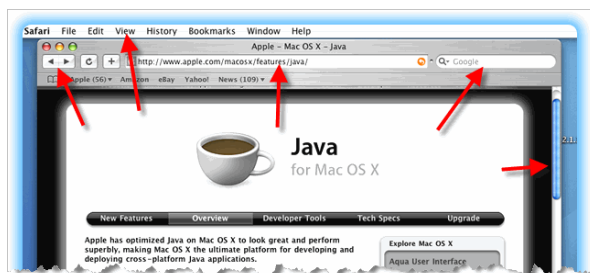 Safari File Edit View History Bookmarks Window Help
Apple - Mac OS X - Java
http://www.apple.com/macosx/features/java/
Google
Apple (56) Amazon eBay Yahoo! News (109)
2.1.
Java
for Mac OS X
New Features Overview Developer Tools Tech Specs Upgrade
Apple has optimized Java on Mac OS X to look great and perform
superbly, making Mac OS X the ultimate platform for developing and
deploying cross-platform Java applications.
Explore Mac OS X
Aqua User Interface